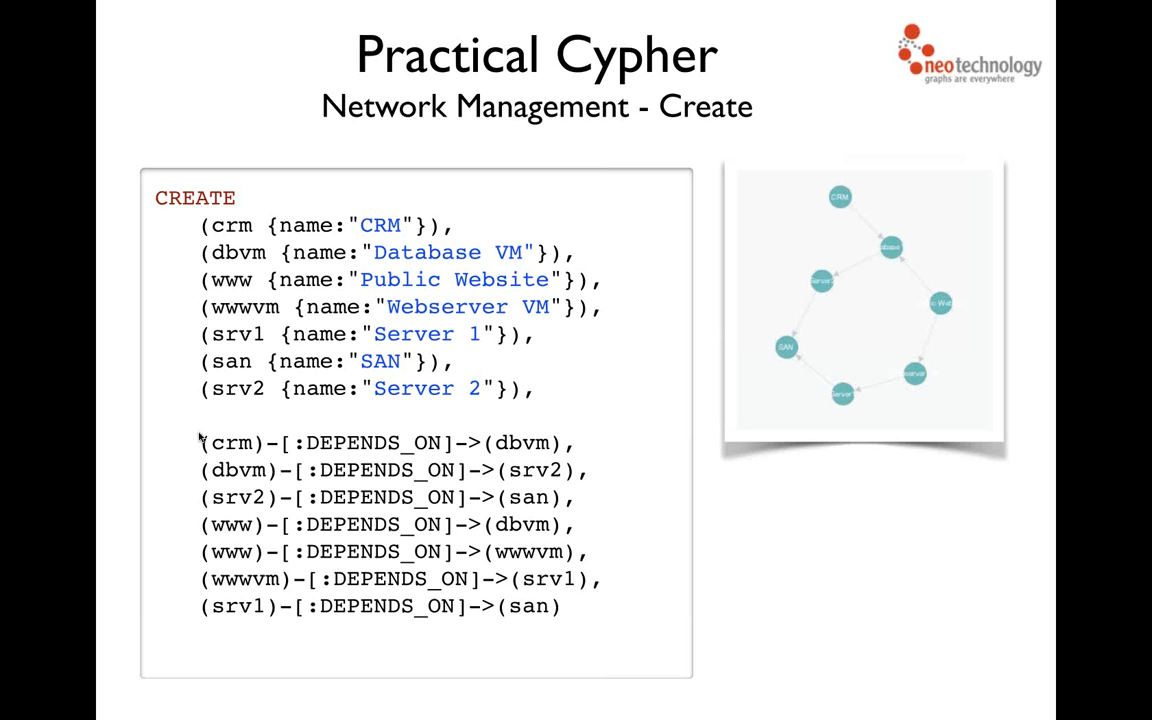 Practical Cypher
neotechnology
graphs are everywhere
Network Management - Create
CREATE
(crm {name:"CRM"}),
(dbvm {name:"Database VM"}),
(www {name:"Public Website"}),
(wwwvm {name:"Webserver VM"}),
(srv1 {name:"Server 1"}),
(san {name:"SAN"}),
(srv2 {name:"Server 2"}),
(crm)-[:DEPENDS_ON]->(dbvm),
(dbvm)-[:DEPENDS_ON]->(srv2),
(srv2)-[:DEPENDS_ON]->(san),
(www)-[:DEPENDS_ON]->(dbvm),
(www)-[:DEPENDS_ON]->(wwwvm),
(wwwvm)-[:DEPENDS_ON]->(srv1),
(srv1)-[:DEPENDS_ON]->(san)
CRM
SAN